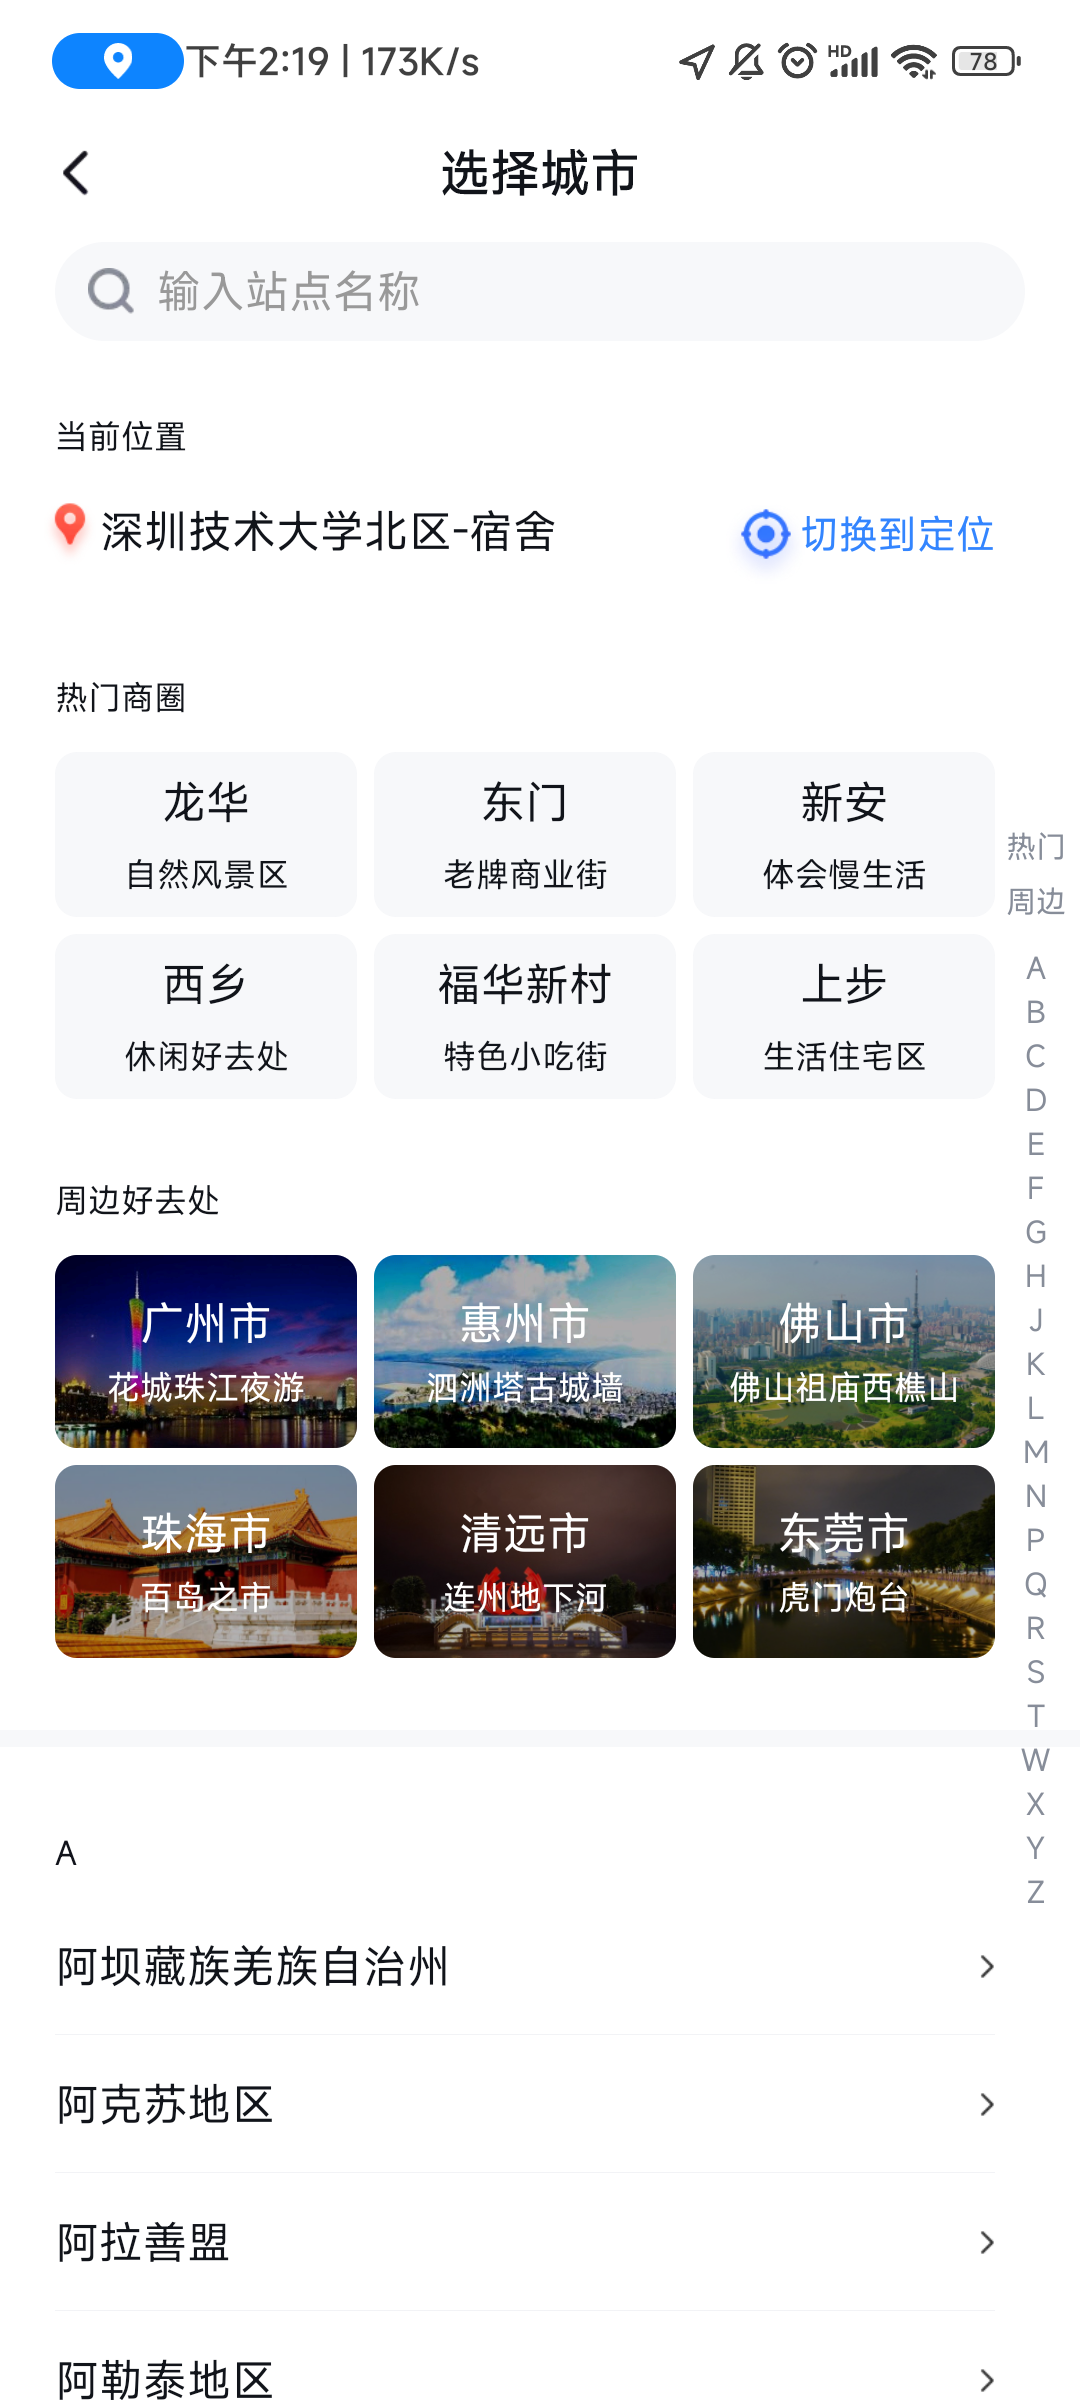 下午2:19 | 173K/s
HD
78
选择城市
输入站点名称
当前位置
深圳技术大学北区-宿舍
切换到定位
热门商圈
龙华
自然风景区
东门
老牌商业街
新安
体会慢生活
西乡
休闲好去处
福华新村
特色小吃街
上步
生活住宅区
周边好去处
广州市
花城珠江夜游
惠州市
泗洲塔古城墙
佛山市
佛山祖庙西樵山
珠海市
百岛之市
清远市
连州地下河
东莞市
虎门炮台
热门
周边
A
B
C
D
E
F
G
H
J
K
L
M
N
P
Q
R
S
T
W
X
Y
Z
A
阿坝藏族羌族自治州
阿克苏地区
阿拉善盟
阿勒泰地区